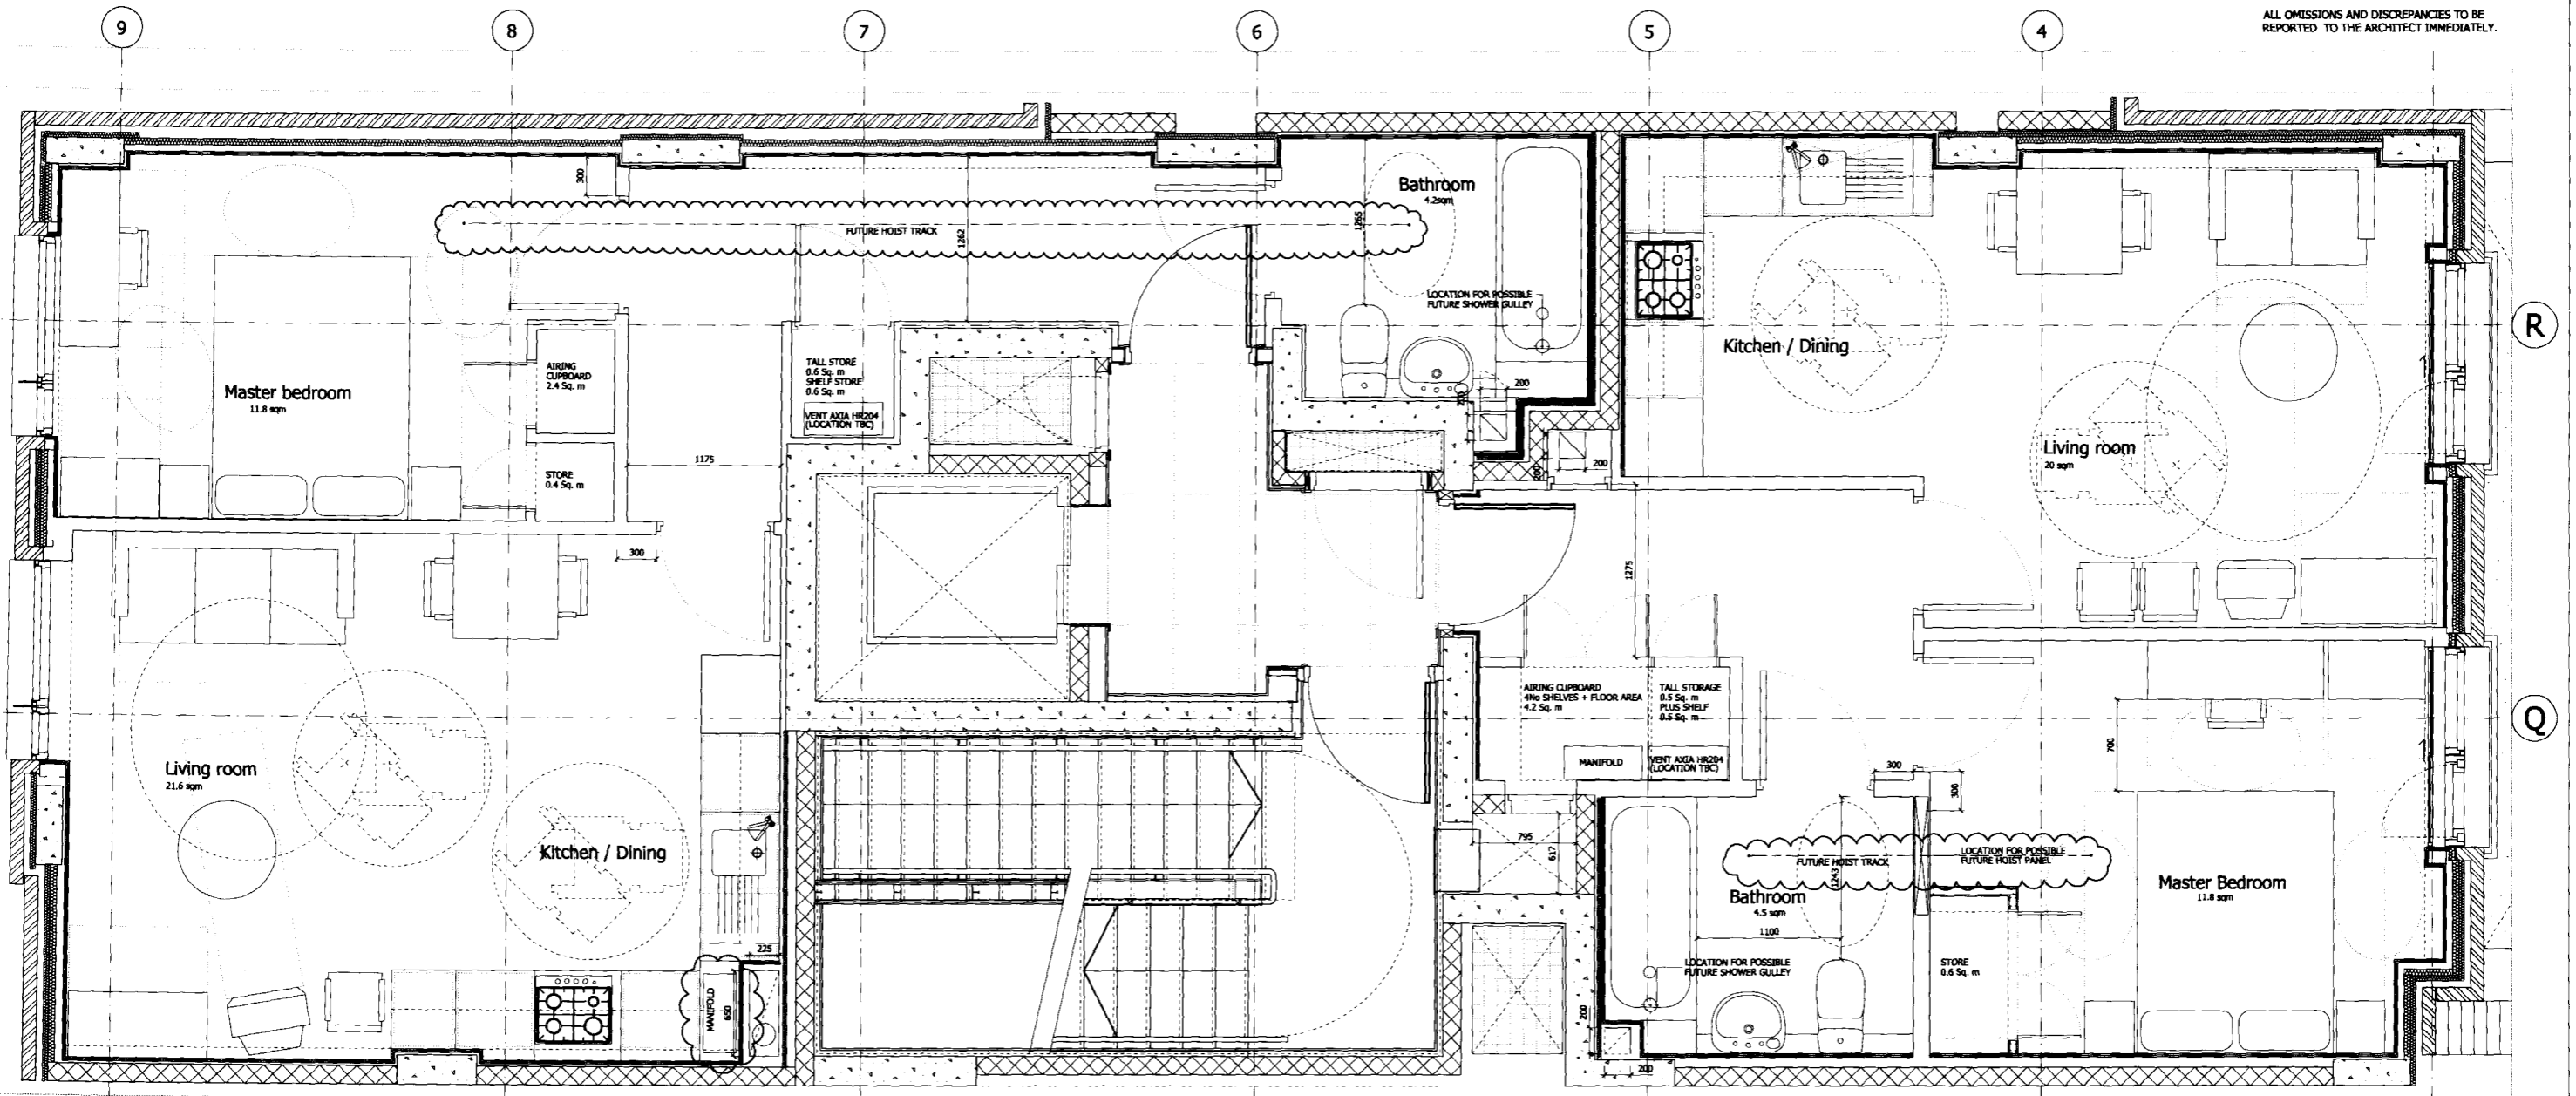 9
8
7
6
5
4
ALL OMISSIONS AND DISCREPANCIES TO BE
REPORTED TO THE ARCHITECT IMMEDIATELY.
300
FUTURE HOIST TRACK
1262
Bathroom
4.2sqm
1265
LOCATION FOR POSSIBLE
FUTURE SHOWER GULLEY
200
Kitchen / Dining
R
Master bedroom
11.8 sqm
AIRING
CUPBOARD
2.4 Sq. m
STORE
0.4 Sq. m
TALL STORE
0.6 Sq. m
SHELF STORE
0.6 Sq. m
VENT AXIA HR204
(LOCATION TBC)
1175
200
Living room
20 sqm
300
1275
AIRING CUPBOARD
4No SHELVES + FLOOR AREA
4.2 Sq. m
TALL STORAGE
0.5 Sq. m
PLUS SHELF
0.5 Sq. m
MANIFOLD
VENT AXIA HR204
(LOCATION TBC)
Q
700
300
300
Living room
21.6 sqm
Kitchen / Dining
225
MANIFOLD
650
795
617
FUTURE HOIST TRACK
LOCATION FOR POSSIBLE
FUTURE HOIST PANEL
1243
Bathroom
4.5 sqm
1100
LOCATION FOR POSSIBLE
FUTURE SHOWER GULLEY
STORE
0.6 Sq. m
Master Bedroom
11.8 sqm
200
200